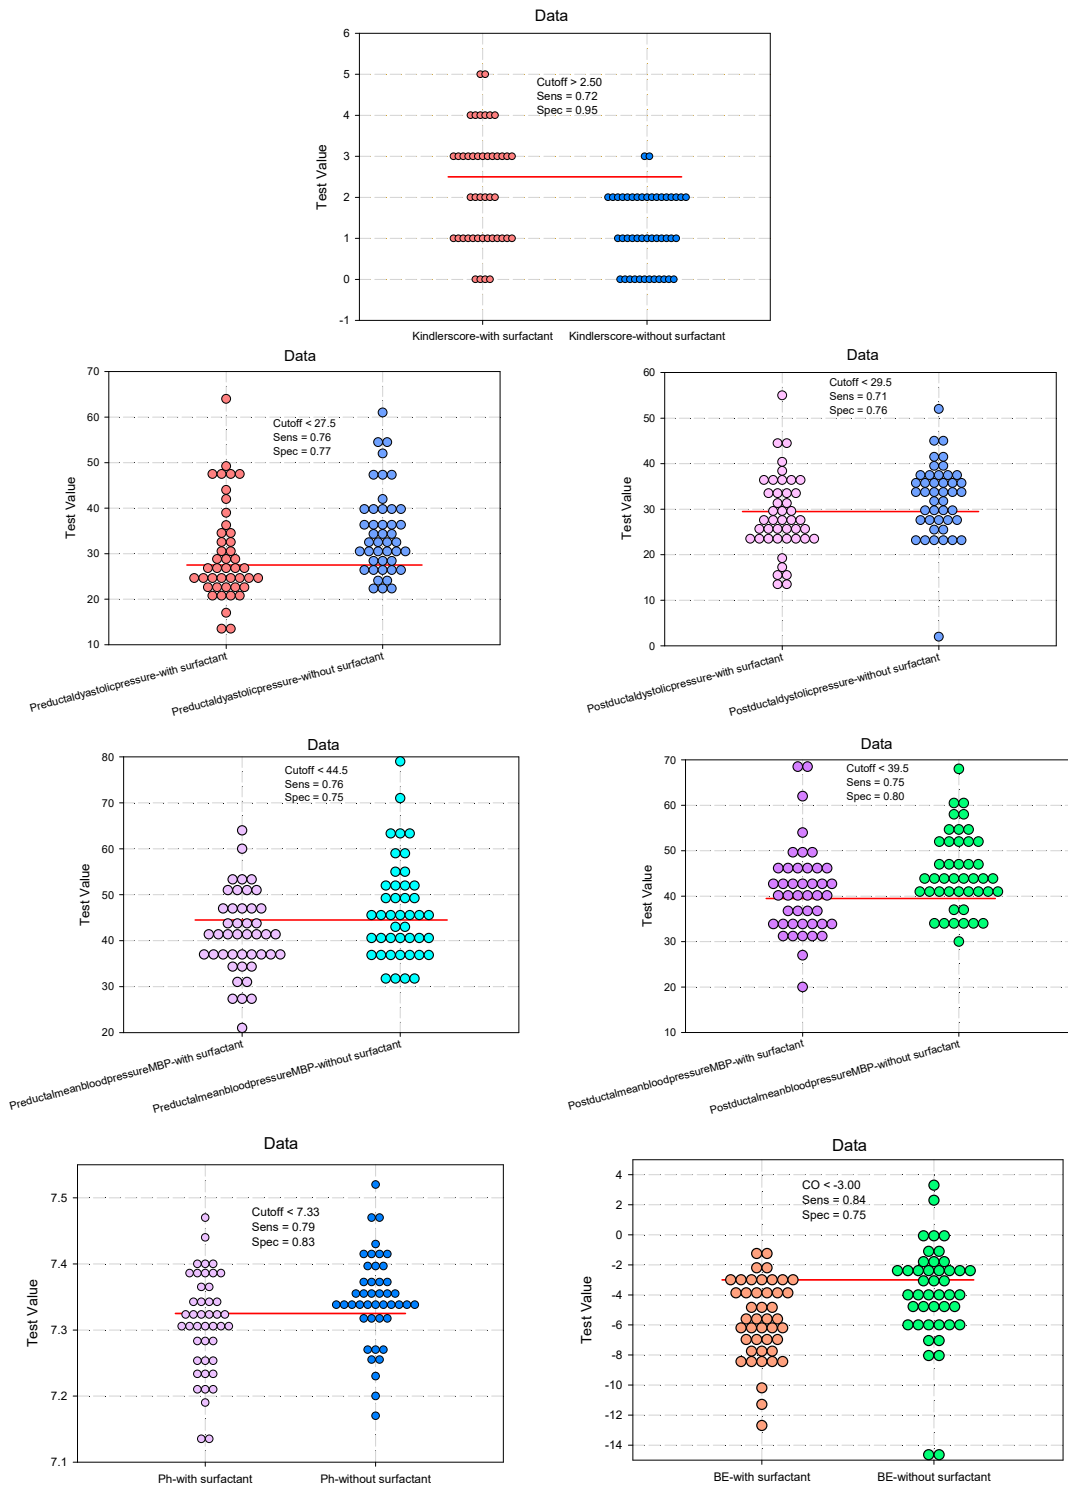 Data
6
5
4
3
2
1
0
-1
Test Value
Cutoff > 2.50
Sens = 0.72
Spec = 0.95
Kindlerscore-with surfactant
Kindlerscore-without surfactant
Data
70
60
50
40
30
20
10
Test Value
Cutoff < 27.5
Sens = 0.76
Spec = 0.77
Preductaldyastolicpressure-with surfactant
Preductaldyastolicpressure-without surfactant
Data
60
50
40
30
20
10
0
Test Value
Cutoff < 29.5
Sens = 0.71
Spec = 0.76
Postductaldystolicpressure-with surfactant
Postductaldystolicpressure-without surfactant
Data
80
70
60
50
40
30
20
Test Value
Cutoff < 44.5
Sens = 0.76
Spec = 0.75
PreductalmeanbloodpressureMBP-with surfactant
PreductalmeanbloodpressureMBP-without surfactant
Data
70
60
50
40
30
20
10
Test Value
Cutoff < 39.5
Sens = 0.75
Spec = 0.80
PostductalmeanbloodpressureMBP-with surfactant
PostductalmeanbloodpressureMBP-without surfactant
Data
7.5
7.4
7.3
7.2
7.1
Test Value
Cutoff < 7.33
Sens = 0.79
Spec = 0.83
Ph-with surfactant
Ph-without surfactant
Data
4
2
0
-2
-4
-6
-8
-10
-12
-14
Test Value
CO < -3.00
Sens = 0.84
Spec = 0.75
BE-with surfactant
BE-without surfactant